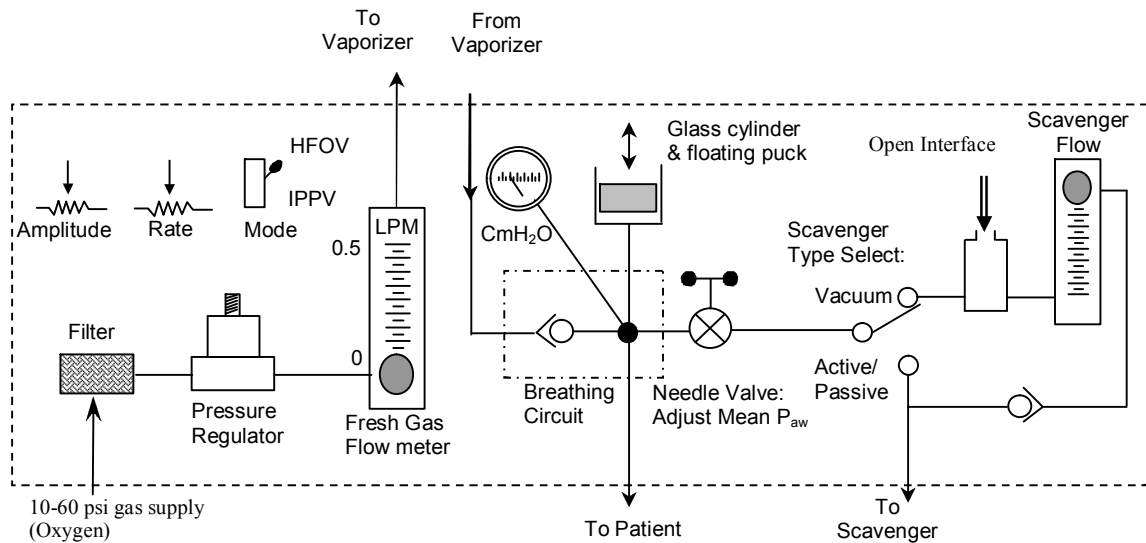 To
Vaporizer
From
Vaporizer
HFOV
IPPV
Amplitude
Rate
Mode
LPM
0.5
0
CmH₂O
Glass cylinder
& floating puck
Open Interface
Scavenger
Flow
Scavenger
Type Select:
Vacuum
Active/
Passive
Filter
Pressure
Regulator
Fresh Gas
Flow meter
Breathing
Circuit
Needle Valve:
Adjust Mean Pₐw
10-60 psi gas supply
(Oxygen)
To Patient
To
Scavenger